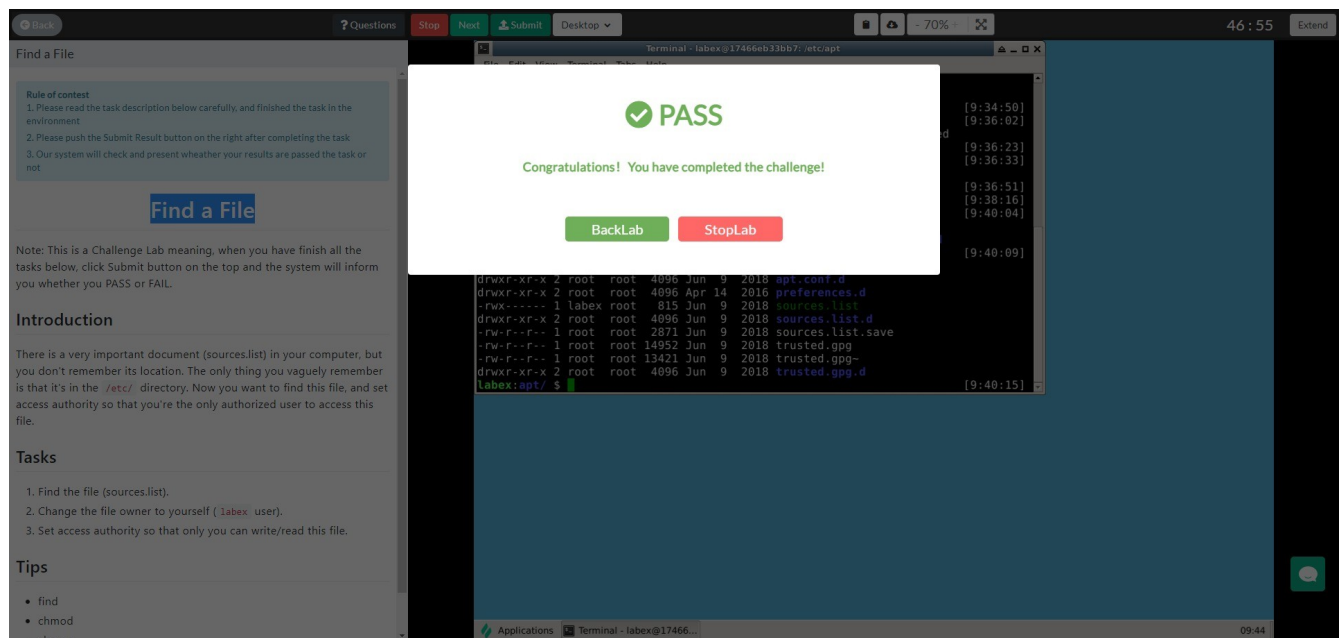 Back ? Questions Stop Next Submit Desktop - 70% + 46 : 55 Extend
Find a File
Rule of contest
1. Please read the task description below carefully, and finished the task in the
environment
2. Please push the Submit Result button on the right after completing the task
3. Our system will check and present wheather your results are passed the task or
not
Find a File
Note: This is a Challenge Lab meaning, when you have finish all the
tasks below, click Submit button on the top and the system will inform
you whether you PASS or FAIL.
Introduction
There is a very important document (sources.list) in your computer, but
you don't remember its location. The only thing you vaguely remember
is that it's in the /etc/ directory. Now you want to find this file, and set
access authority so that you're the only authorized user to access this
file.
Tasks
1. Find the file (sources.list).
2. Change the file owner to yourself ( labex user).
3. Set access authority so that only you can write/read this file.
Tips
• find
• chmod
Terminal - labex@17466eb33bb7: /etc/apt
File Edit View Terminal Tabs Help
[9:34:50]
[9:36:02]
ed
[9:36:23]
[9:36:33]
[9:36:51]
[9:38:16]
[9:40:04]
[9:40:09]
PASS
Congratulations! You have completed the challenge!
BackLab StopLab
drwxr-xr-x 2 root root 4096 Jun 9 2018 apt.conf.d
drwxr-xr-x 2 root root 4096 Apr 14 2016 preferences.d
-rwx------ 1 labex root 815 Jun 9 2018 sources.list
drwxr-xr-x 2 root root 4096 Jun 9 2018 sources.list.d
-rw-r--r-- 1 root root 2871 Jun 9 2018 sources.list.save
-rw-r--r-- 1 root root 14952 Jun 9 2018 trusted.gpg
-rw-r--r-- 1 root root 13421 Jun 9 2018 trusted.gpg~
drwxr-xr-x 2 root root 4096 Jun 9 2018 trusted.gpg.d
labex:apt/ $ [9:40:15]
Applications Terminal - labex@17466... 09:44